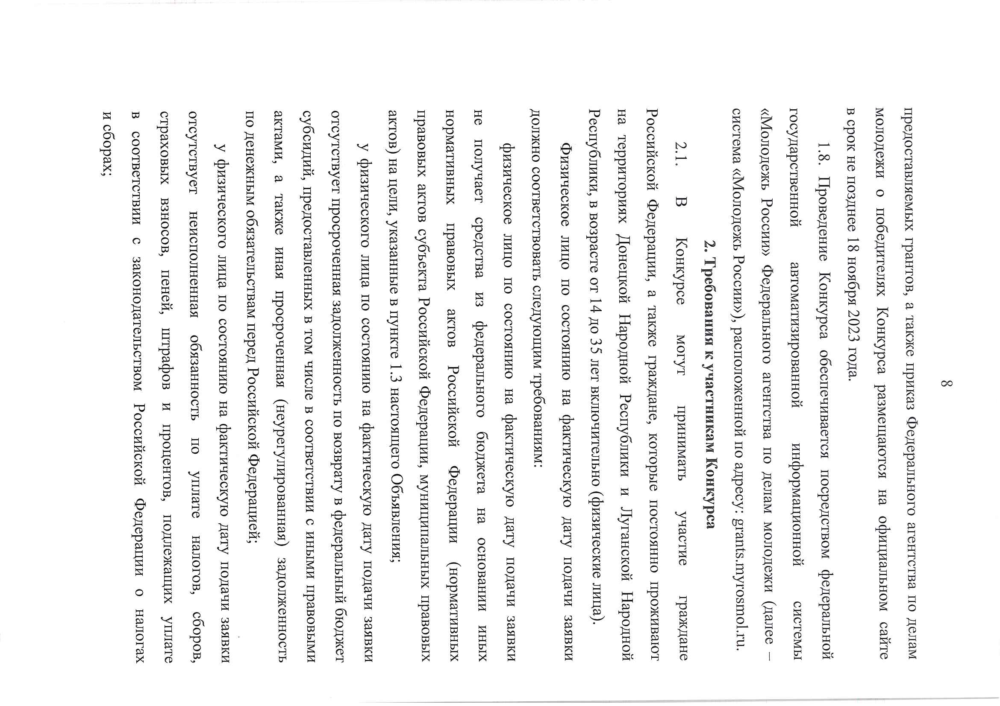 8
предоставляемых грантов, а также приказ Федерального агентства по делам
молодежи о победителях Конкурса размещаются на официальном сайте
в срок не позднее 18 ноября 2023 года.
1.8. Проведение Конкурса обеспечивается посредством федеральной
государственной автоматизированной информационной системы
«Молодежь России» Федерального агентства по делам молодежи (далее –
система «Молодежь России»), расположенной по адресу: grants.myrosmol.ru.
2. Требования к участникам Конкурса
2.1. В Конкурсе могут принимать участие граждане
Российской Федерации, а также граждане, которые постоянно проживают
на территориях Донецкой Народной Республики и Луганской Народной
Республики, в возрасте от 14 до 35 лет включительно (физические лица).
Физическое лицо по состоянию на фактическую дату подачи заявки
должно соответствовать следующим требованиям:
физическое лицо по состоянию на фактическую дату подачи заявки
не получает средства из федерального бюджета на основании иных
нормативных правовых актов Российской Федерации (нормативных
правовых актов субъекта Российской Федерации, муниципальных правовых
актов) на цели, указанные в пункте 1.3 настоящего Объявления;
у физического лица по состоянию на фактическую дату подачи заявки
отсутствует просроченная задолженность по возврату в федеральный бюджет
субсидий, предоставленных в том числе в соответствии с иными правовыми
актами, а также иная просроченная (неурегулированная) задолженность
по денежным обязательствам перед Российской Федерацией;
у физического лица по состоянию на фактическую дату подачи заявки
отсутствует неисполненная обязанность по уплате налогов, сборов,
страховых взносов, пеней, штрафов и процентов, подлежащих уплате
в соответствии с законодательством Российской Федерации о налогах
и сборах;